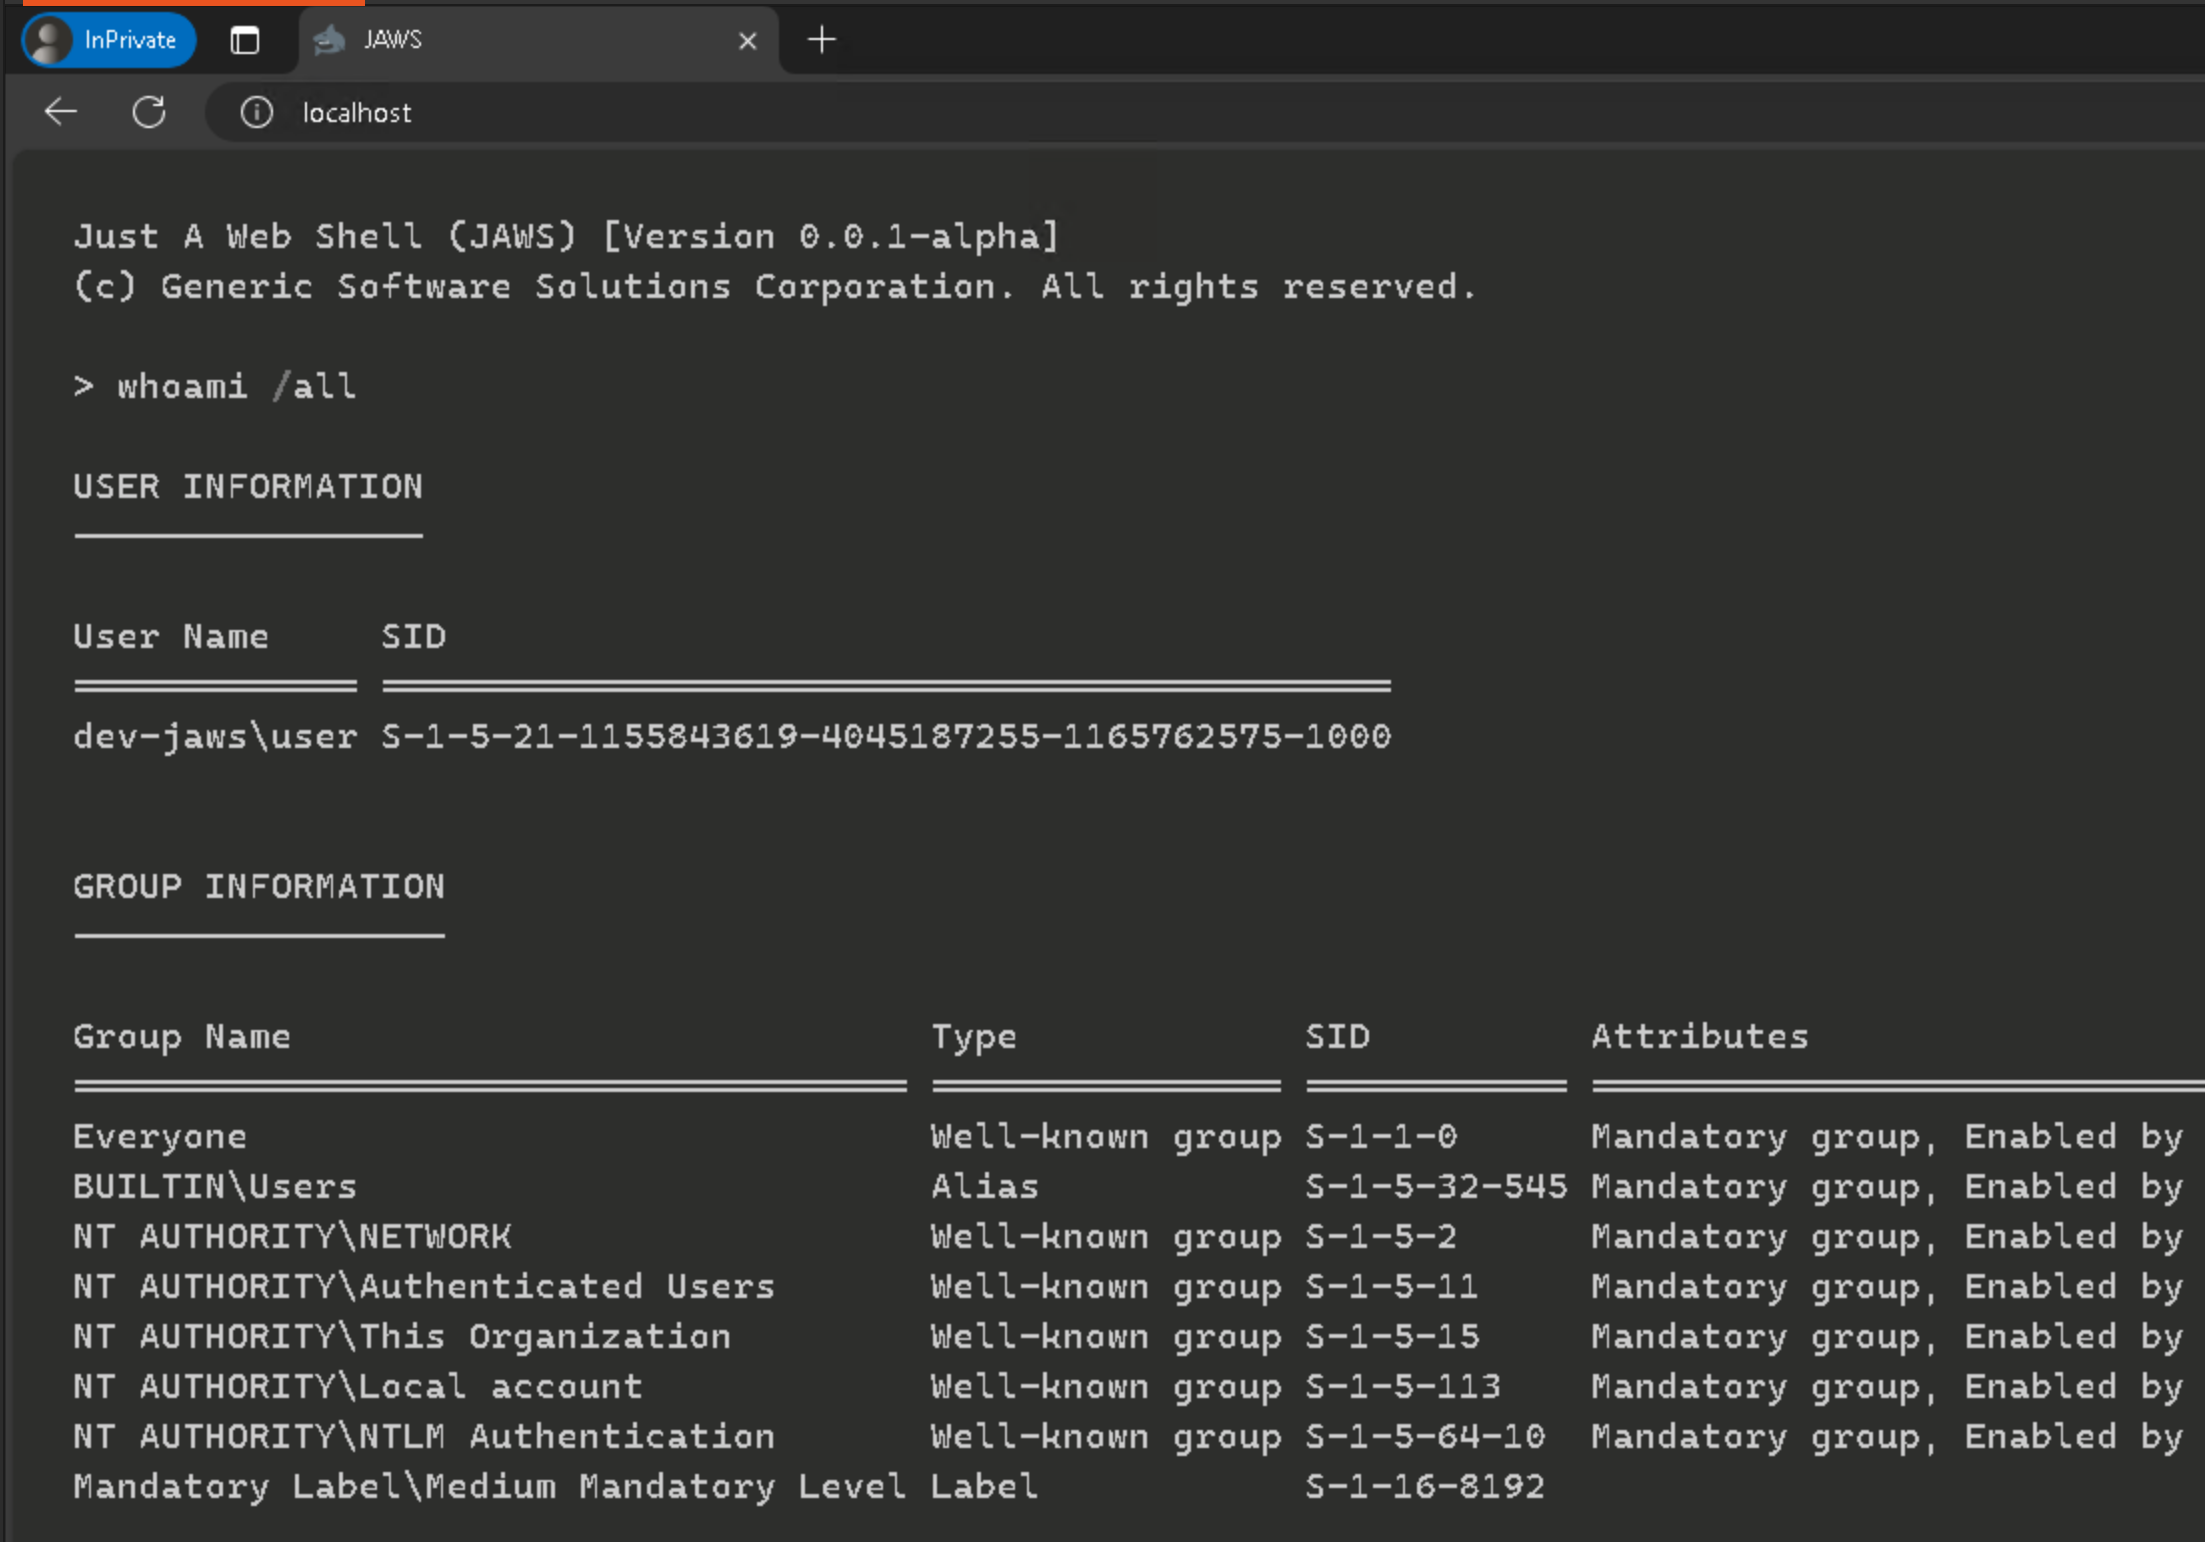 InPrivate JAWS
localhost
Just A Web Shell (JAWS) [Version 0.0.1-alpha]
(c) Generic Software Solutions Corporation. All rights reserved.
> whoami /all
USER INFORMATION
User Name SID
dev-jaws\user S-1-5-21-1155843619-4045187255-1165762575-1000
GROUP INFORMATION
Group Name Type SID Attributes
Everyone Well-known group S-1-1-0 Mandatory group, Enabled by
BUILTIN\Users Alias S-1-5-32-545 Mandatory group, Enabled by
NT AUTHORITY\NETWORK Well-known group S-1-5-2 Mandatory group, Enabled by
NT AUTHORITY\Authenticated Users Well-known group S-1-5-11 Mandatory group, Enabled by
NT AUTHORITY\This Organization Well-known group S-1-5-15 Mandatory group, Enabled by
NT AUTHORITY\Local account Well-known group S-1-5-113 Mandatory group, Enabled by
NT AUTHORITY\NTLM Authentication Well-known group S-1-5-64-10 Mandatory group, Enabled by
Mandatory Label\Medium Mandatory Level Label S-1-16-8192